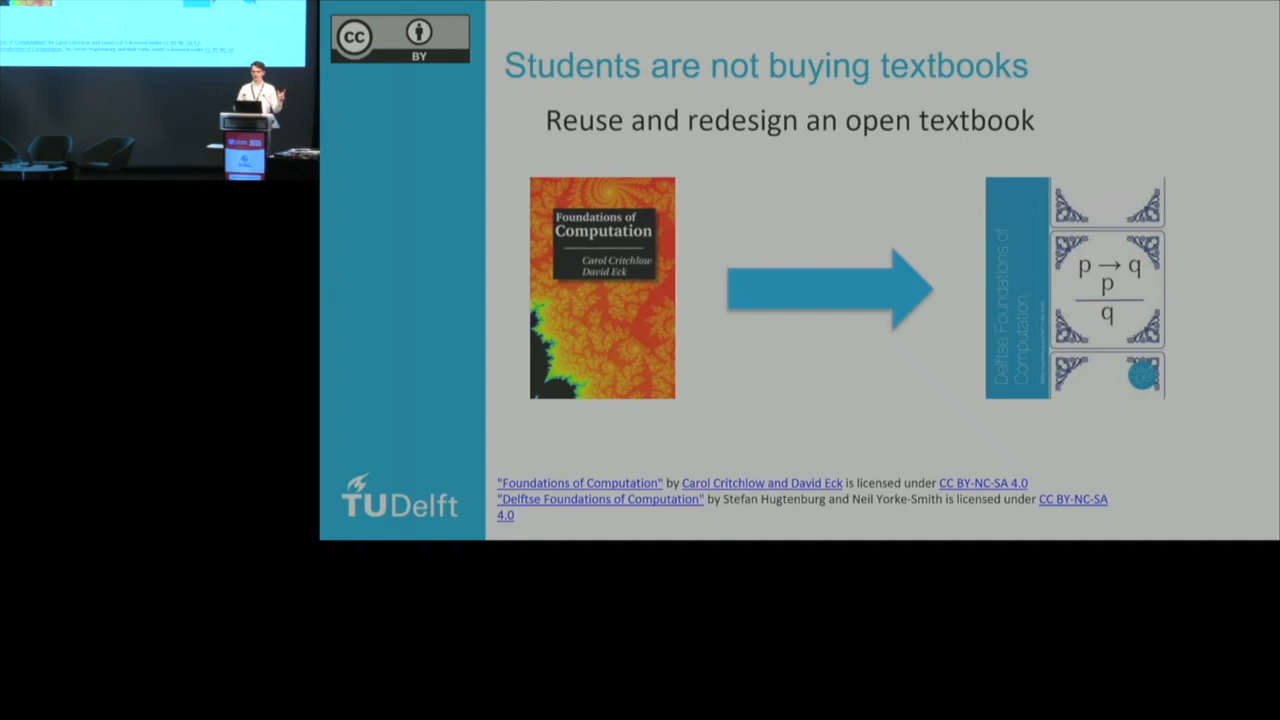 CC
BY
Students are not buying textbooks
Reuse and redesign an open textbook
Foundations of
Computation
Carol Critchlow
David Eck
Delftse Foundations of
Computation
p → q
p
q
TUDelft
"Foundations of Computation" by Carol Critchlow and David Eck is licensed under CC BY-NC-SA 4.0
"Delftse Foundations of Computation" by Stefan Hugtenburg and Neil Yorke-Smith is licensed under CC BY-NC-SA
4.0